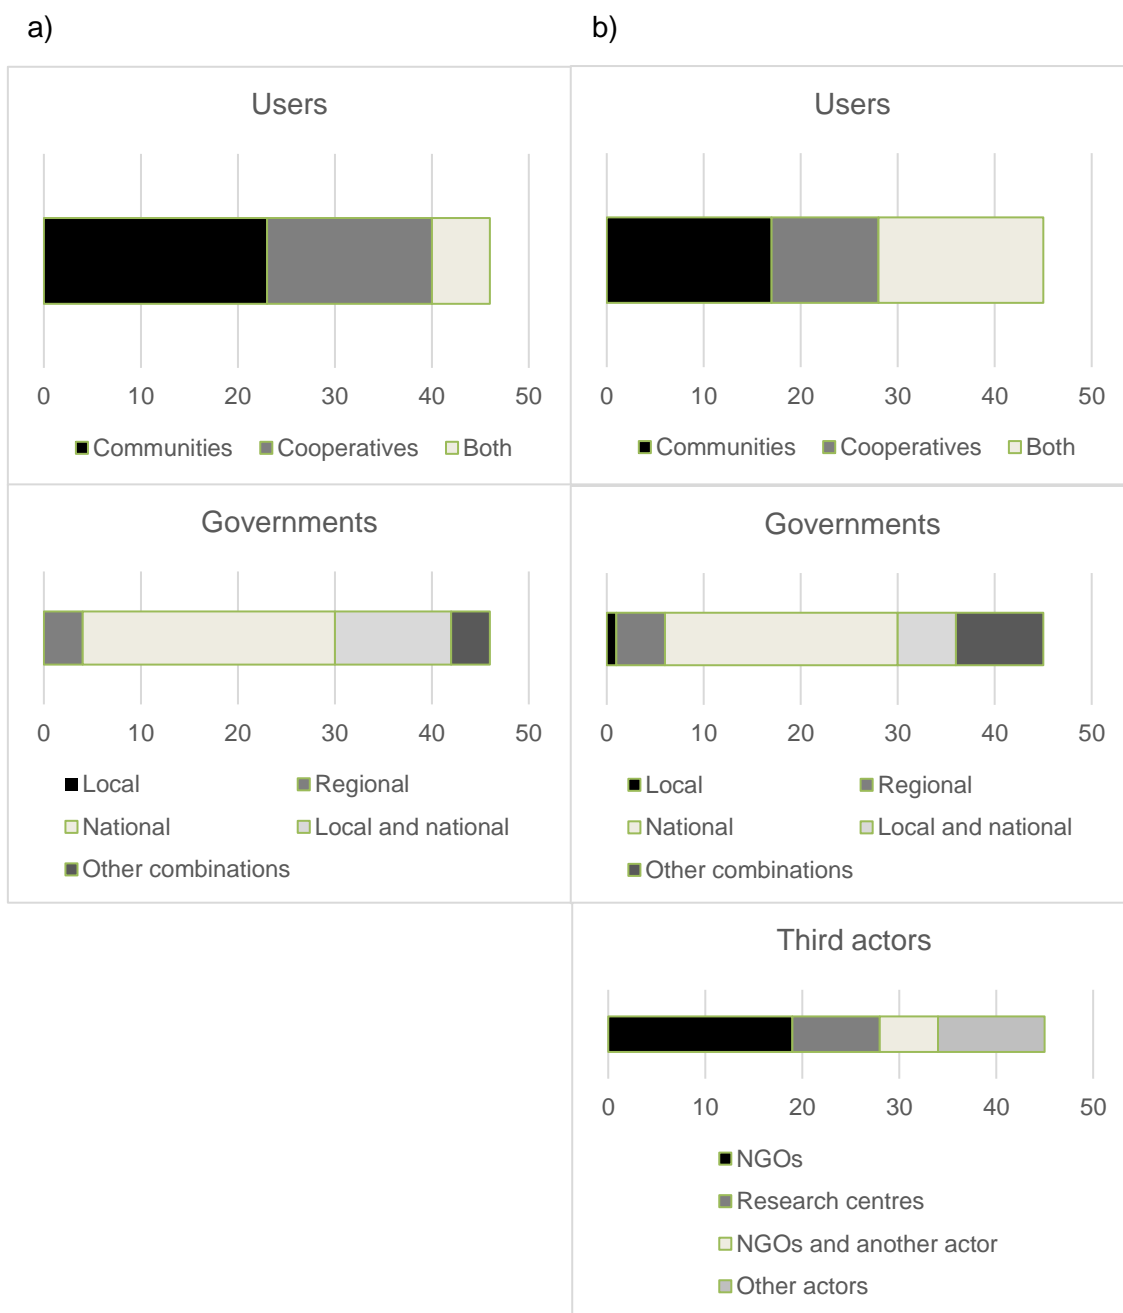 a)
b)
Users
0 10 20 30 40 50
Communities Cooperatives Both
Users
0 10 20 30 40 50
Communities Cooperatives Both
Governments
0 10 20 30 40 50
Local Regional
National Local and national
Other combinations
Governments
0 10 20 30 40 50
Local Regional
National Local and national
Other combinations
Third actors
0 10 20 30 40 50
NGOs
Research centres
NGOs and another actor
Other actors